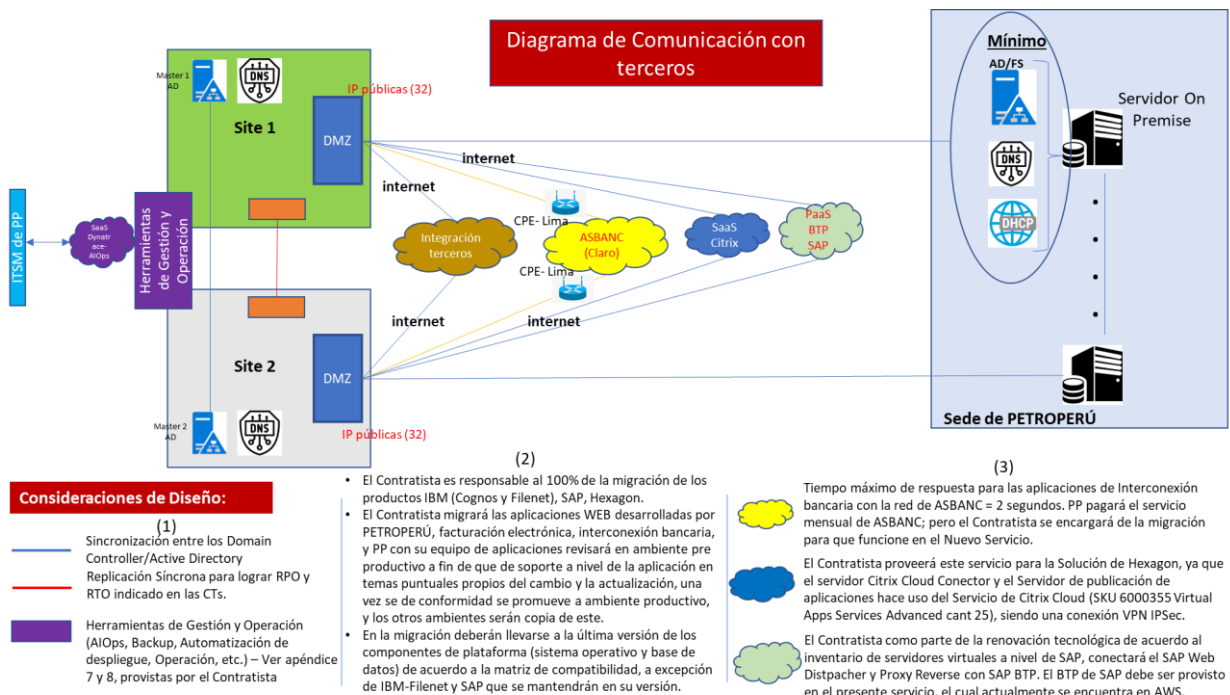 Diagrama de Comunicación con
terceros
Master 1
AD
DNS
IP públicas (32)
Site 1
DMZ
internet
internet
ITSM de PP
SaaS
Dynatr
ace-
AIOps
Herramientas
de Gestión y
Operación
CPE- Lima
Integración
terceros
ASBANC
(Claro)
SaaS
Citrix
PaaS
BTP
SAP
CPE- Lima
internet
internet
Site 2
DMZ
Master 2
AD
DNS
IP públicas (32)
Mínimo
AD/FS
DNS
DHCP
Servidor On
Premise
Sede de PETROPERÚ
Consideraciones de Diseño:
(1)
Sincronización entre los Domain
Controller/Active Directory
Replicación Síncrona para lograr RPO y
RTO indicado en las CTs.
Herramientas de Gestión y Operación
(AIOps, Backup, Automatización de
despliegue, Operación, etc.) – Ver apéndice
7 y 8, provistas por el Contratista
(2)
• El Contratista es responsable al 100% de la migración de los
productos IBM (Cognos y Filenet), SAP, Hexagon.
• El Contratista migrará las aplicaciones WEB desarrolladas por
PETROPERÚ, facturación electrónica, interconexión bancaria,
y PP con su equipo de aplicaciones revisará en ambiente pre
productivo a fin de que de soporte a nivel de la aplicación en
temas puntuales propios del cambio y la actualización, una
vez se de conformidad se promueve a ambiente productivo,
y los otros ambientes serán copia de este.
• En la migración deberán llevarse a la última versión de los
componentes de plataforma (sistema operativo y base de
datos) de acuerdo a la matriz de compatibilidad, a excepción
de IBM-Filenet y SAP que se mantendrán en su versión.
(3)
Tiempo máximo de respuesta para las aplicaciones de Interconexión
bancaria con la red de ASBANC = 2 segundos. PP pagará el servicio
mensual de ASBANC; pero el Contratista se encargará de la migración
para que funcione en el Nuevo Servicio.
El Contratista proveerá este servicio para la Solución de Hexagon, ya que
el servidor Citrix Cloud Conector y el Servidor de publicación de
aplicaciones hace uso del Servicio de Citrix Cloud (SKU 6000355 Virtual
Apps Services Advanced cant 25), siendo una conexión VPN IPSec.
El Contratista como parte de la renovación tecnológica de acuerdo al
inventario de servidores virtuales a nivel de SAP, conectará el SAP Web
Distpacher y Proxy Reverse con SAP BTP. El BTP de SAP debe ser provisto
en el presente servicio, el cual actualmente se encuentra en AWS.